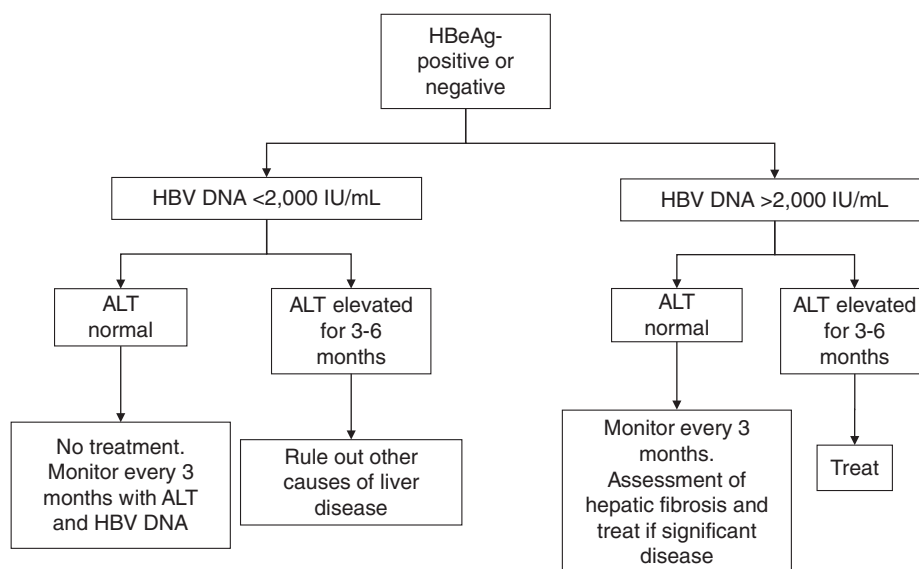 HBeAg-
positive or
negative
HBV DNA <2,000 IU/mL
HBV DNA >2,000 IU/mL
ALT
normal
ALT elevated
for 3-6
months
ALT
normal
ALT elevated
for 3-6
months
No treatment.
Monitor every 3
months with ALT
and HBV DNA
Rule out other
causes of liver
disease
Monitor every 3
months.
Assessment of
hepatic fibrosis and
treat if significant
disease
Treat